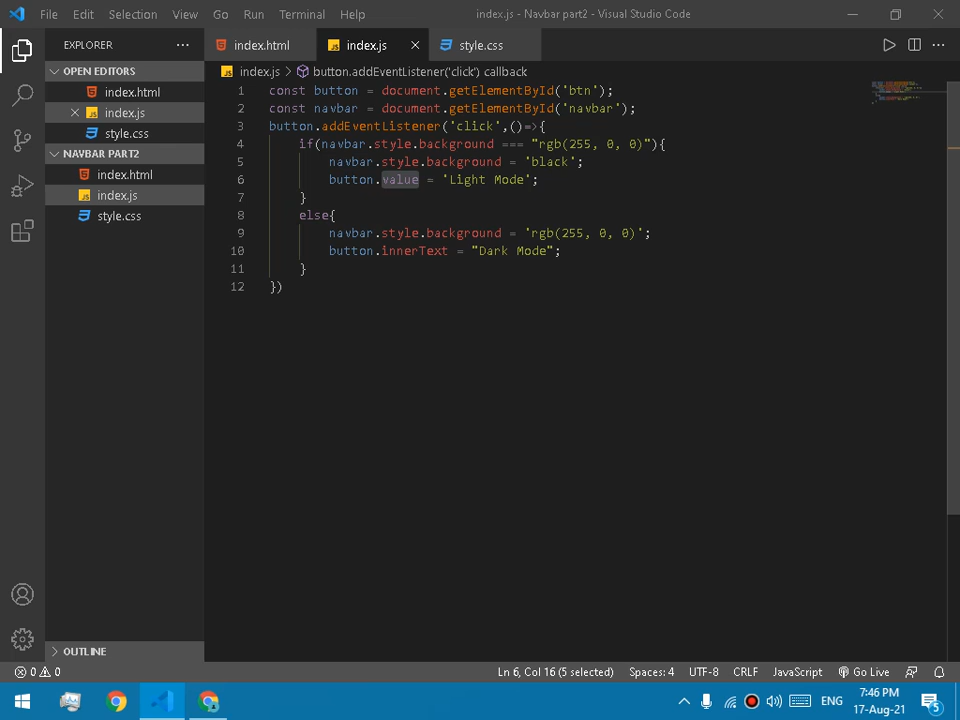 File Edit Selection View Go Run Terminal Help index.js - Navbar part2 - Visual Studio Code
EXPLORER
OPEN EDITORS
index.html
index.js
style.css
NAVBAR PART2
index.html
index.js
style.css
OUTLINE
index.html index.js style.css
index.js > button.addEventListener('click') callback
1 const button = document.getElementById('btn');
2 const navbar = document.getElementById('navbar');
3 button.addEventListener('click',()=>{
4 if(navbar.style.background === "rgb(255, 0, 0)"){
5 navbar.style.background = 'black';
6 button.value = 'Light Mode';
7 }
8 else{
9 navbar.style.background = 'rgb(255, 0, 0)';
10 button.innerText = "Dark Mode";
11 }
12 })
0 0 Ln 6, Col 16 (5 selected) Spaces: 4 UTF-8 CRLF JavaScript Go Live
ENG 7:46 PM
17-Aug-21 5